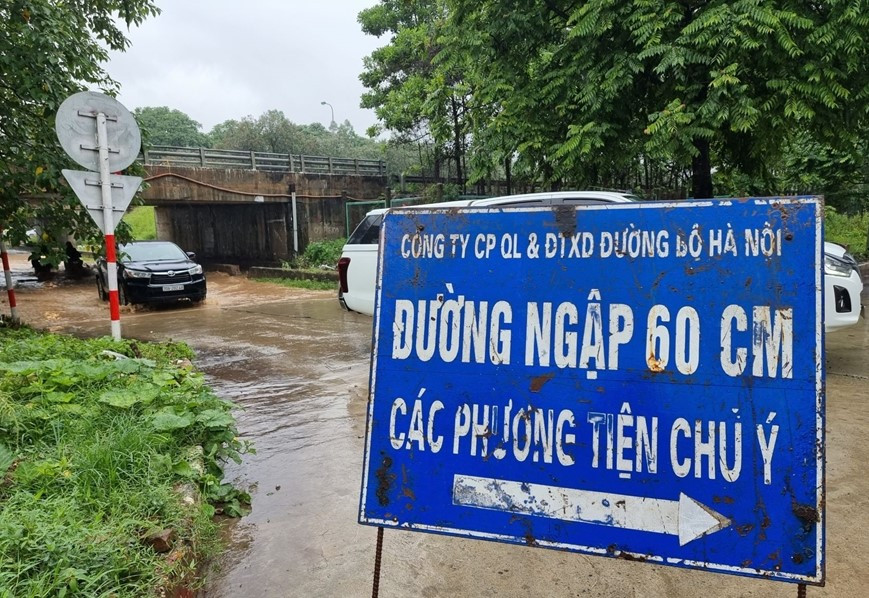 CÔNG TY CP QL & ĐTXD ĐƯỜNG BỘ HÀ NỘI
ĐƯỜNG NGẬP 60 CM
CÁC PHƯƠNG TIỆN CHÚ Ý